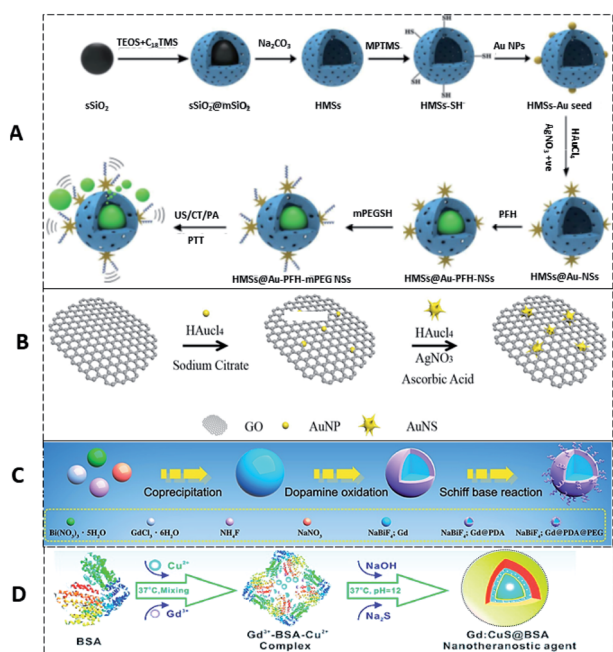 A
TEOS+C18TMS
Na2CO3
MPTMS
Au NPs
HS
SH
SH
SH
SH
sSiO2
sSiO2@mSiO2
HMSs
HMSs-SH
HMSs-Au seed
HAuCL4
AgNO3 +ve
US/CT/PA
PTT
mPEGSH
PFH
HMSs@Au-PFH-mPEG NSs
HMSs@Au-PFH-NSs
HMSs@Au-NSs
B
HAucl4
Sodium Citrate
HAucl4
AgNO3
Ascorbic Acid
GO
AuNP
AuNS
C
Coprecipitation
Dopamine oxidation
Schiff base reaction
Bi(NO3)3 · 5H2O
GdCl3 · 6H2O
NH4F
NaNO3
NaBiF4: Gd
NaBiF4: Gd@PDA
NaBiF4: Gd@PDA@PEG
D
Cu2+
37°C,Mixing
Gd3+
NaOH
37°C, pH=12
Na2S
BSA
Gd3+-BSA-Cu2+
Complex
Gd:CuS@BSA
Nanotheranostic agent